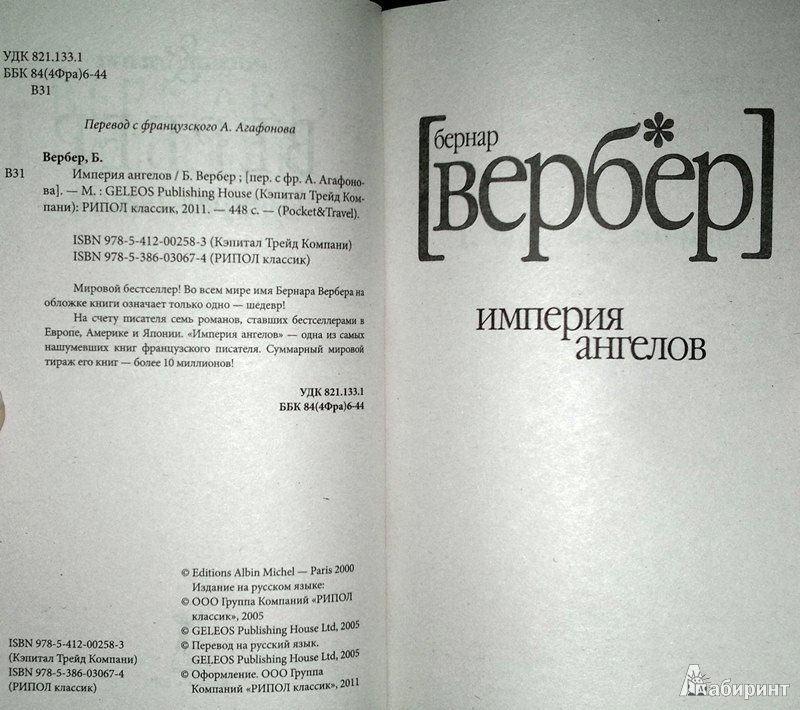 УДК 821.133.1
ББК 84(4Фра)6-44
В31
Перевод с французского А. Агафонова
Вербер, Б.
В31 Империя ангелов / Б. Вербер ; [пер. с фр. А. Агафоно-
ва]. — М. : GELEOS Publishing House (Кэпитал Трейд Ком-
пани): РИПОЛ классик, 2011. — 448 с. — (Pocket&Travel).
ISBN 978-5-412-00258-3 (Кэпитал Трейд Компани)
ISBN 978-5-386-03067-4 (РИПОЛ классик)
Мировой бестселлер! Во всем мире имя Бернара Вербера на
обложке книги означает только одно — шедевр!
На счету писателя семь романов, ставших бестселлерами в
Европе, Америке и Японии. «Империя ангелов» — одна из самых
нашумевших книг французского писателя. Суммарный мировой
тираж его книг — более 10 миллионов!
УДК 821.133.1
ББК 84(4Фра)6-44
© Editions Albin Michel — Paris 2000
Издание на русском языке:
© ООО Группа Компаний «РИПОЛ
классик», 2005
© GELEOS Publishing House Ltd, 2005
© Перевод на русский язык.
GELEOS Publishing House Ltd, 2005
© Оформление. ООО Группа
Компаний «РИПОЛ классик», 2011
ISBN 978-5-412-00258-3
(Кэпитал Трейд Компани)
ISBN 978-5-386-03067-4
(РИПОЛ классик)
[бернар
вербер]
империя
ангелов
Лабиринт